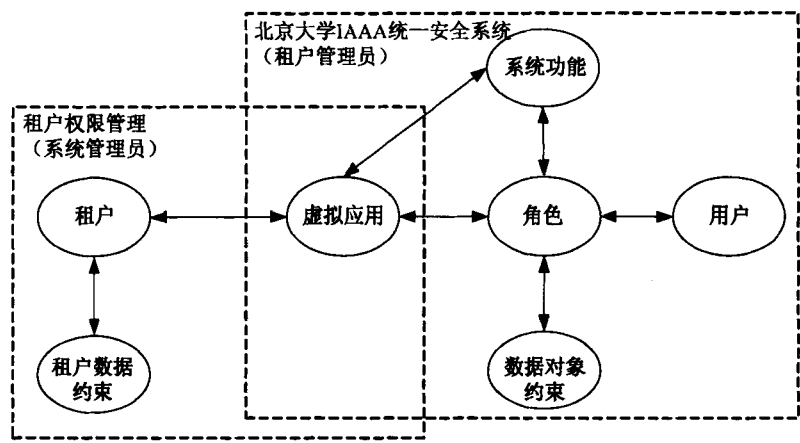 北京大学IAAA统一安全系统
（租户管理员）
系统功能
租户权限管理
（系统管理员）
租户
虚拟应用
角色
用户
租户数据
约束
数据对象
约束